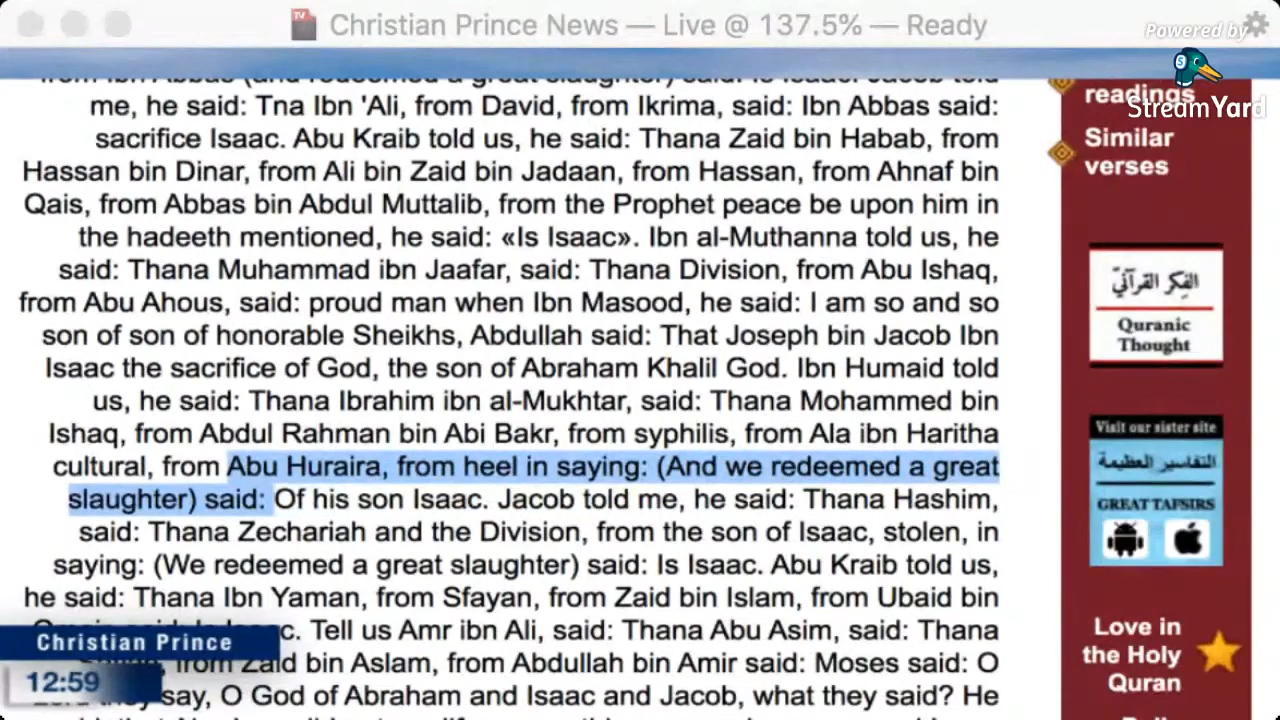 Christian Prince News — Live @ 137.5% — Ready
Powered by
StreamYard
from Ibn Abbas (and redeemed a great slaughter) said: Is Isaac. Jacob told
me, he said: Tna Ibn 'Ali, from David, from Ikrima, said: Ibn Abbas said:
sacrifice Isaac. Abu Kraib told us, he said: Thana Zaid bin Habab, from
Hassan bin Dinar, from Ali bin Zaid bin Jadaan, from Hassan, from Ahnaf bin
Qais, from Abbas bin Abdul Muttalib, from the Prophet peace be upon him in
the hadeeth mentioned, he said: «Is Isaac». Ibn al-Muthanna told us, he
said: Thana Muhammad ibn Jaafar, said: Thana Division, from Abu Ishaq,
from Abu Ahous, said: proud man when Ibn Masood, he said: I am so and so
son of son of honorable Sheikhs, Abdullah said: That Joseph bin Jacob Ibn
Isaac the sacrifice of God, the son of Abraham Khalil God. Ibn Humaid told
us, he said: Thana Ibrahim ibn al-Mukhtar, said: Thana Mohammed bin
Ishaq, from Abdul Rahman bin Abi Bakr, from syphilis, from Ala ibn Haritha
cultural, from Abu Huraira, from heel in saying: (And we redeemed a great
slaughter) said: Of his son Isaac. Jacob told me, he said: Thana Hashim,
said: Thana Zechariah and the Division, from the son of Isaac, stolen, in
saying: (We redeemed a great slaughter) said: Is Isaac. Abu Kraib told us,
he said: Thana Ibn Yaman, from Sfayan, from Zaid bin Islam, from Ubaid bin
c. Tell us Amr ibn Ali, said: Thana Abu Asim, said: Thana
from Zaid bin Aslam, from Abdullah bin Amir said: Moses said: O
say, O God of Abraham and Isaac and Jacob, what they said? He
readings
Similar
verses
الفكر القرآني
Quranic
Thought
Visit our sister site
التفاسير العظيمة
GREAT TAFSIRS
Love in
the Holy
Quran
Christian Prince
12:59